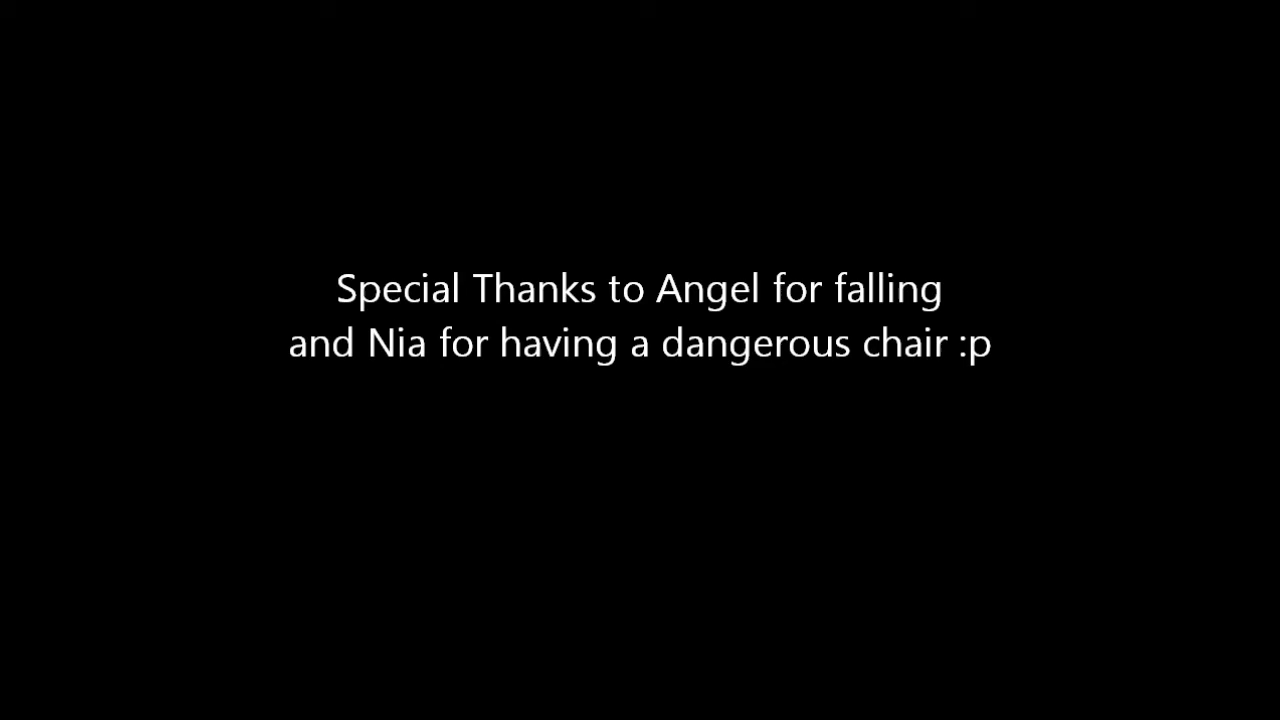 Special Thanks to Angel for falling
and Nia for having a dangerous chair :p